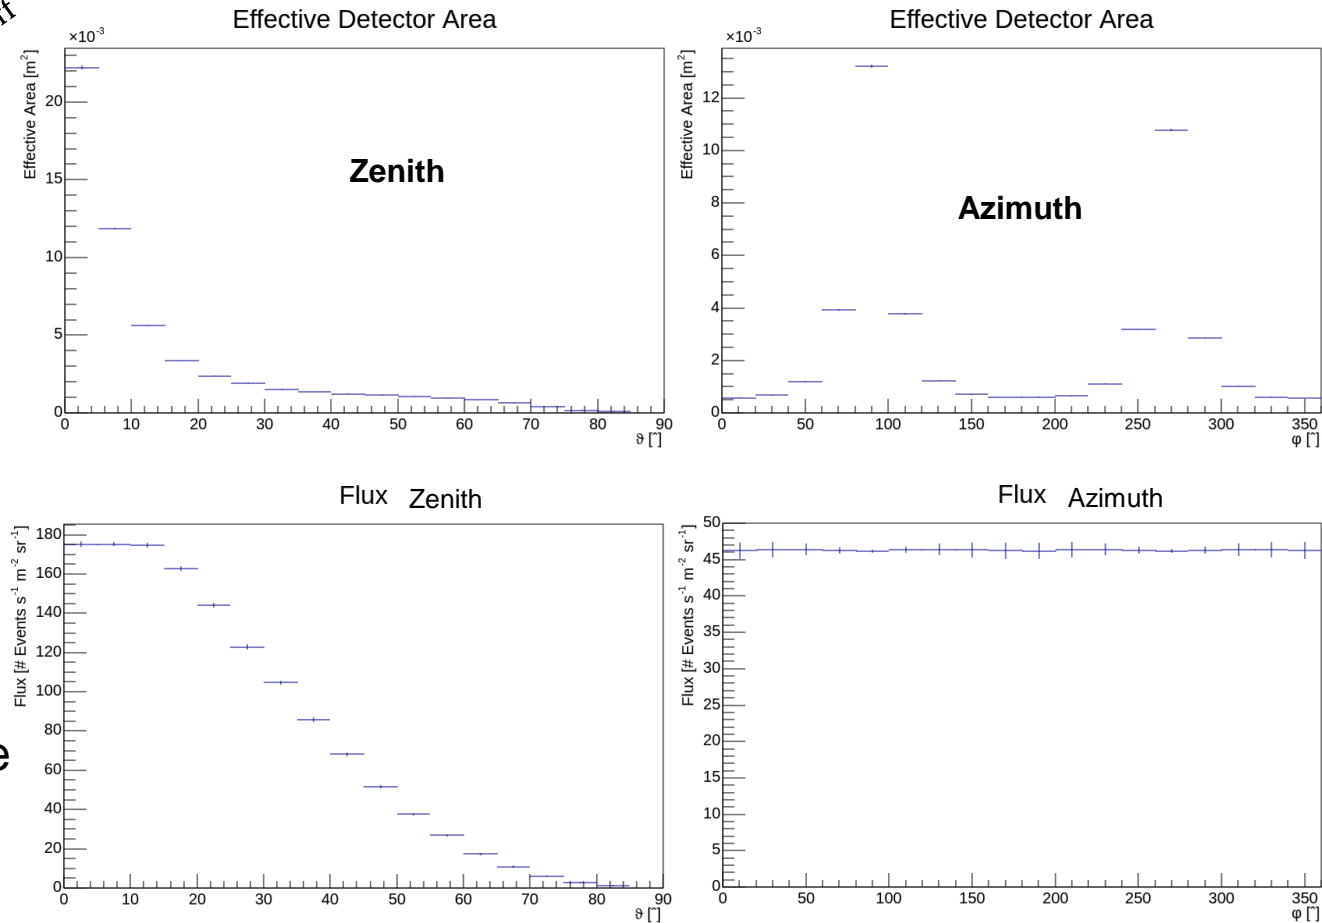 ff
Effective Detector Area
×10-3
Effective Area [m2]
20
15
10
5
0
Zenith
0 10 20 30 40 50 60 70 80 90
ϑ [°]
Effective Detector Area
×10-3
Effective Area [m2]
12
10
8
6
4
2
0
Azimuth
0 50 100 150 200 250 300 350
φ [°]
Flux Zenith
Flux [# Events s-1 m-2 sr-1]
180
160
140
120
100
80
60
40
20
0
0 10 20 30 40 50 60 70 80 90
ϑ [°]
Flux Azimuth
Flux [# Events s-1 m-2 sr-1]
50
45
40
35
30
25
20
15
10
5
0
0 50 100 150 200 250 300 350
φ [°]
e